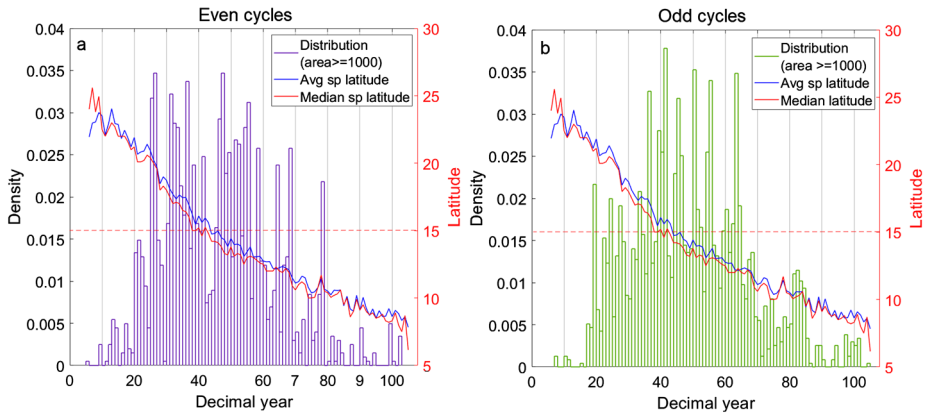 Even cycles
a
Distribution
(area>=1000)
Avg sp latitude
Median sp latitude
0.04
0.035
0.03
0.025
0.02
0.015
0.01
0.005
0
Density
30
25
20
15
10
5
Latitude
0 20 40 60 7 80 9 100
Decimal year
Odd cycles
b
Distribution
(area >=1000)
Avg sp latitude
Median latitude
0.04
0.035
0.03
0.025
0.02
0.015
0.01
0.005
0
Density
30
25
20
15
10
5
Latitude
0 20 40 60 80 100
Decimal year